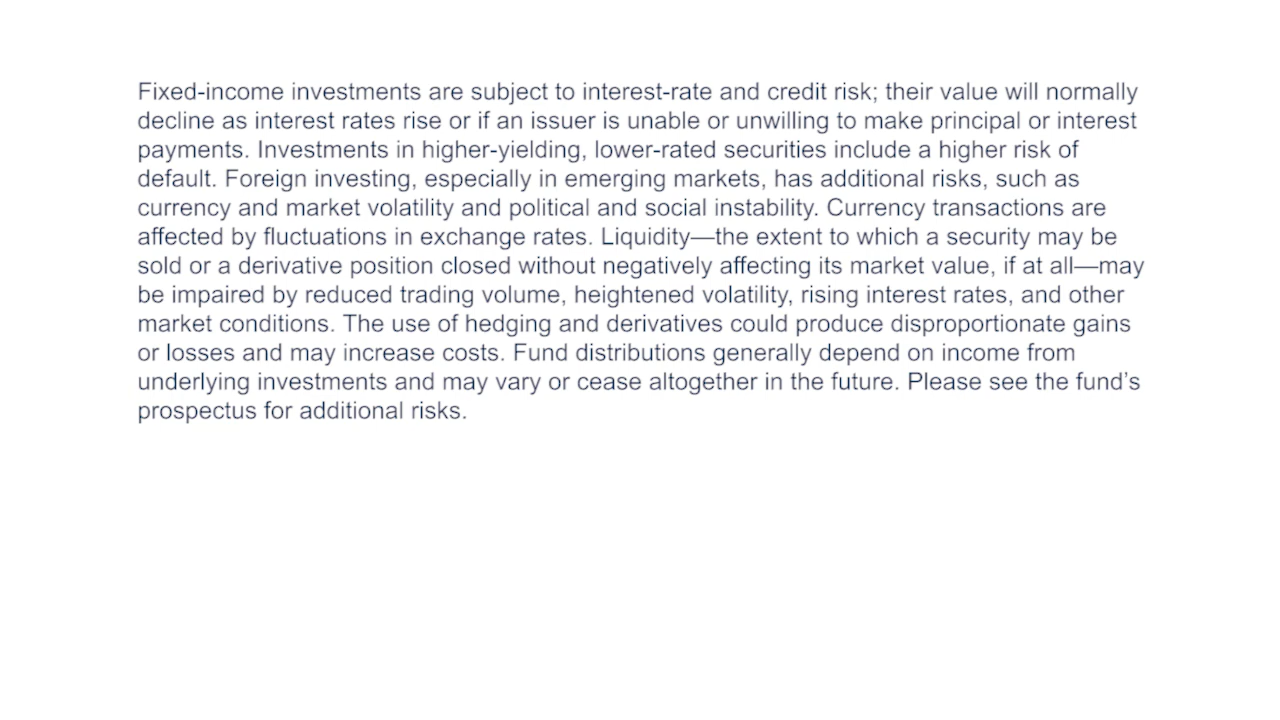 Fixed-income investments are subject to interest-rate and credit risk; their value will normally
decline as interest rates rise or if an issuer is unable or unwilling to make principal or interest
payments. Investments in higher-yielding, lower-rated securities include a higher risk of
default. Foreign investing, especially in emerging markets, has additional risks, such as
currency and market volatility and political and social instability. Currency transactions are
affected by fluctuations in exchange rates. Liquidity—the extent to which a security may be
sold or a derivative position closed without negatively affecting its market value, if at all—may
be impaired by reduced trading volume, heightened volatility, rising interest rates, and other
market conditions. The use of hedging and derivatives could produce disproportionate gains
or losses and may increase costs. Fund distributions generally depend on income from
underlying investments and may vary or cease altogether in the future. Please see the fund’s
prospectus for additional risks.